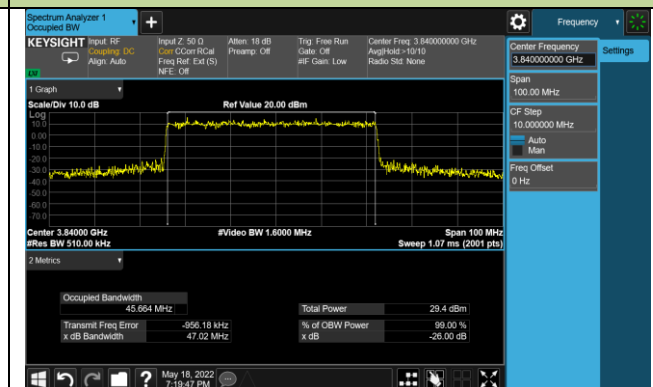 Spectrum Analyzer 1
Occupied BW
+
Frequency
KEYSIGHT Input: RF Input Z: 50 Ω Atten: 18 dB Trig: Free Run Center Freq: 3.840000000 GHz
Coupling: DC Corr CCorr RCal Preamp: Off Gate: Off Avg|Hold:>10/10
Align: Auto Freq Ref: Ext (S) #IF Gain: Low Radio Std: None
NFE: Off
LXI
Center Frequency
3.840000000 GHz
Settings
Span
100.00 MHz
CF Step
10.000000 MHz
Auto
Man
Freq Offset
0 Hz
1 Graph
Scale/Div 10.0 dB Ref Value 20.00 dBm
Log
10.0
0.00
-10.0
-20.0
-30.0
-40.0
-50.0
-60.0
-70.0
Center 3.84000 GHz #Video BW 1.6000 MHz Span 100 MHz
#Res BW 510.00 kHz Sweep 1.07 ms (2001 pts)
2 Metrics
Occupied Bandwidth
45.664 MHz Total Power 29.4 dBm
Transmit Freq Error -956.18 kHz % of OBW Power 99.00 %
x dB Bandwidth 47.02 MHz x dB -26.00 dB
? May 18, 2022
7:19:47 PM